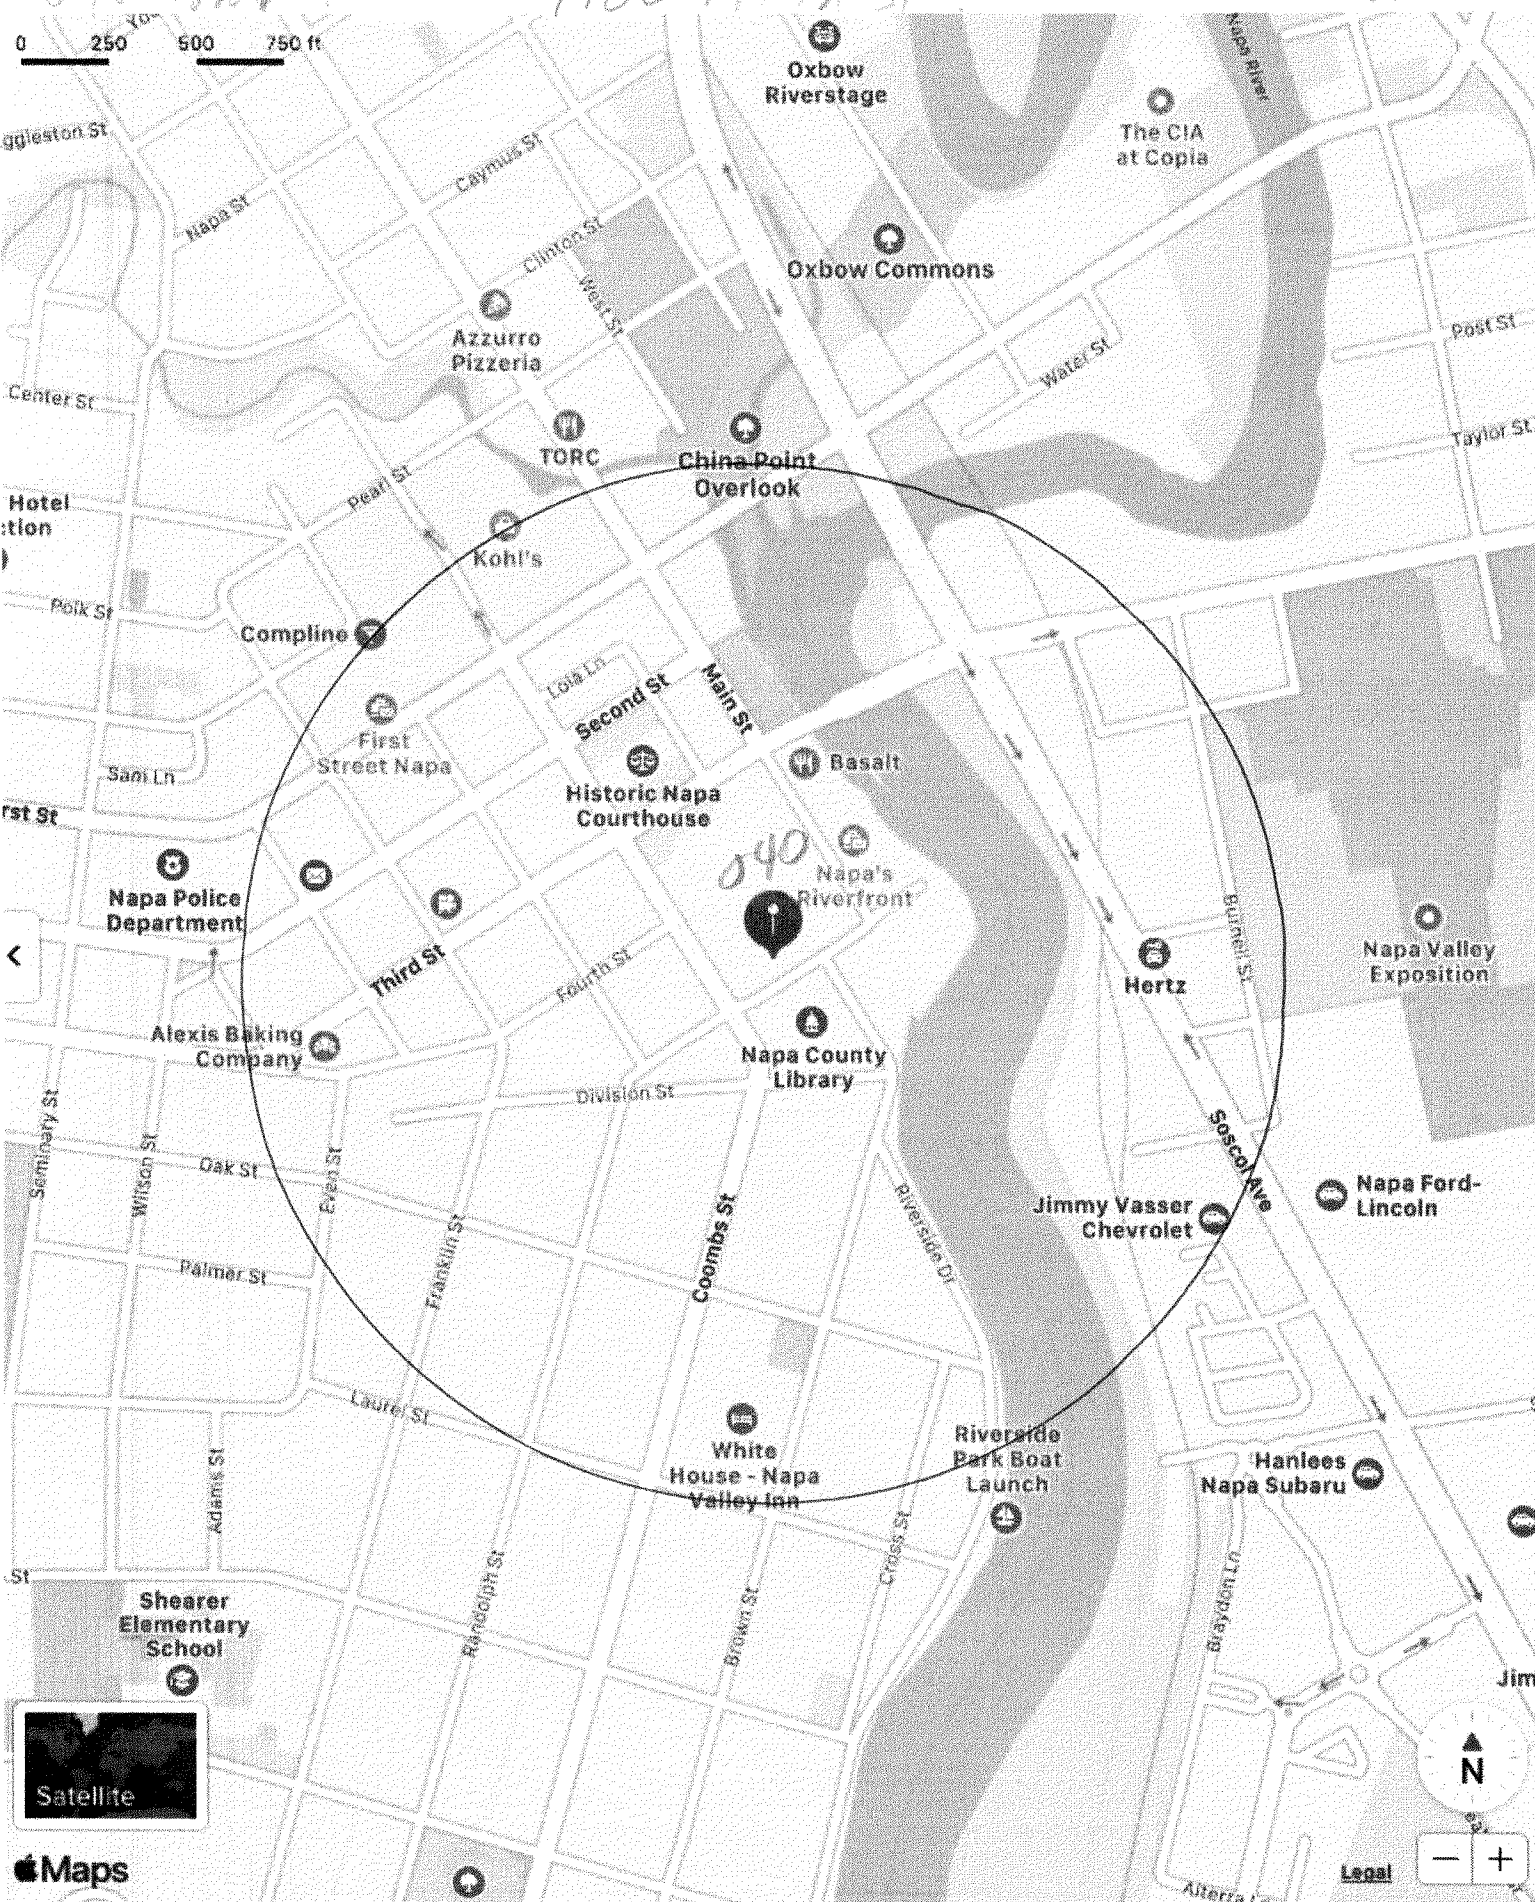 0 250 500 750 ft
Oxbow
Riverstage
Napa River
The CIA
at Copia
ggleston St
Caymus St
Napa St
Clinton St
Oxbow Commons
West St
Azzurro
Pizzeria
Post St
Water St
Center St
TORC
China Point
Overlook
Taylor St
Pearl St
Hotel
ction
Kohl's
Polk St
Compline
Lola Ln
Second St
Main St
First
Street Napa
Sani Ln
Historic Napa
Courthouse
Basalt
rst St
540
Napa's
Riverfront
Napa Police
Department
Burnell St
Napa Valley
Exposition
Third St
Fourth St
Hertz
Alexis Baking
Company
Napa County
Library
Division St
Seminary St
Wilson St
Oak St
Even St
Soscol Ave
Napa Ford-
Lincoln
Jimmy Vasser
Chevrolet
Riverside Dr
Coombs St
Franklin St
Palmer St
Laurel St
White
House - Napa
Valley Inn
Riverside
Park Boat
Launch
Hanlees
Napa Subaru
Adams St
Cross St
Randolph St
Brown St
Braydon Ln
St
Shearer
Elementary
School
Jim
N
Satellite
Maps
Legal